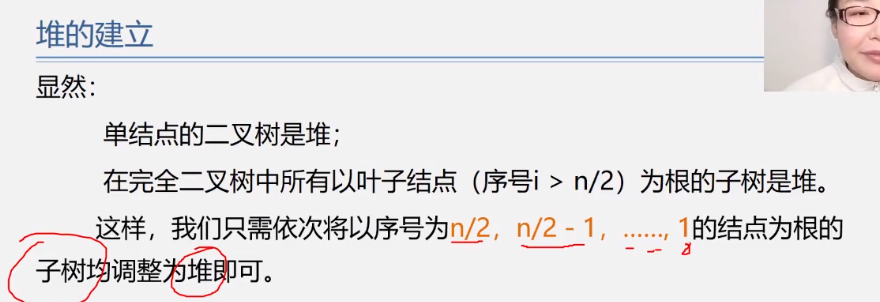 堆的建立
显然：
单结点的二叉树是堆；
在完全二叉树中所有以叶子结点（序号i > n/2）为根的子树是堆。
这样，我们只需依次将以序号为n/2，n/2 - 1，……, 1的结点为根的
子树均调整为堆即可。